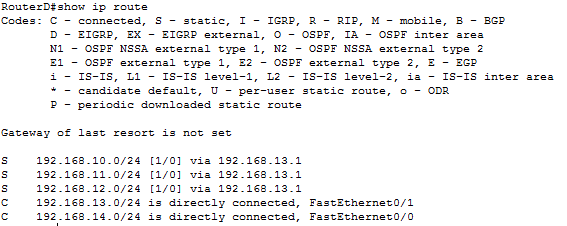 RouterD#show ip route
Codes: C - connected, S - static, I - IGRP, R - RIP, M - mobile, B - BGP
       D - EIGRP, EX - EIGRP external, O - OSPF, IA - OSPF inter area
       N1 - OSPF NSSA external type 1, N2 - OSPF NSSA external type 2
       E1 - OSPF external type 1, E2 - OSPF external type 2, E - EGP
       i - IS-IS, L1 - IS-IS level-1, L2 - IS-IS level-2, ia - IS-IS inter area
       * - candidate default, U - per-user static route, o - ODR
       P - periodic downloaded static route

Gateway of last resort is not set

S    192.168.10.0/24 [1/0] via 192.168.13.1
S    192.168.11.0/24 [1/0] via 192.168.13.1
S    192.168.12.0/24 [1/0] via 192.168.13.1
C    192.168.13.0/24 is directly connected, FastEthernet0/1
C    192.168.14.0/24 is directly connected, FastEthernet0/0